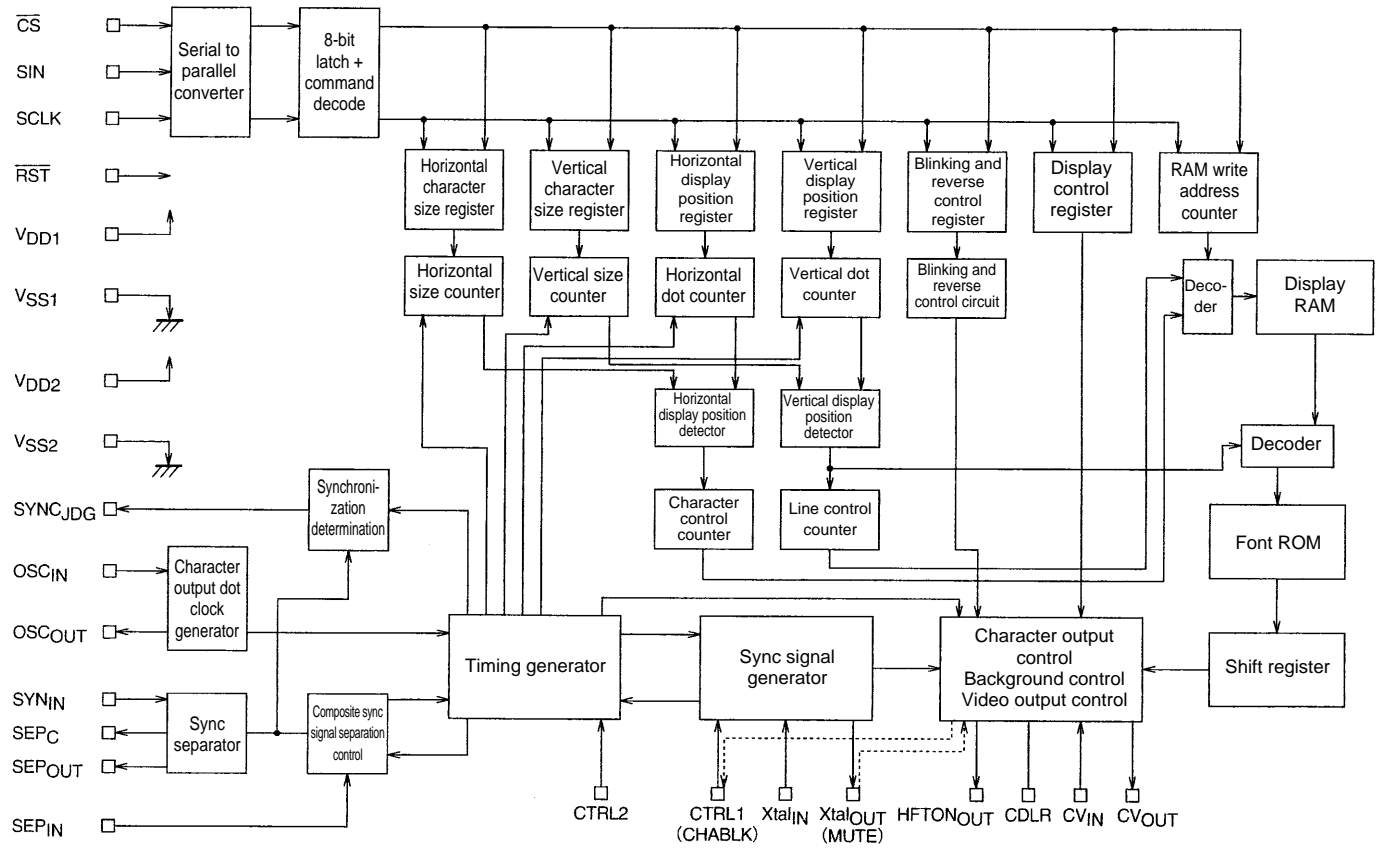 CS
SIN
SCLK
RST
VDD1
VSS1
VDD2
VSS2
SYNCJDG
OSCIN
OSCOUT
SYNIN
SEPC
SEPOUT
SEPIN
Serial to
parallel
converter
8-bit
latch +
command
decode
Horizontal
character
size register
Vertical
character
size register
Horizontal
display
position
register
Vertical
display
position
register
Blinking and
reverse
control
register
Display
control
register
RAM write
address
counter
Horizontal
size counter
Vertical size
counter
Horizontal
dot counter
Vertical dot
counter
Blinking and
reverse
control circuit
Deco-
der
Display
RAM
Horizontal
display position
detector
Vertical display
position
detector
Decoder
Character
control
counter
Line control
counter
Font ROM
Synchroni-
zation
determination
Character
output dot
clock
generator
Timing generator
Sync signal
generator
Character output
control
Background control
Video output control
Shift register
Sync
separator
Composite sync
signal separation
control
CTRL2
CTRL1
(CHABLK)
XtalIN
XtalOUT
(MUTE)
HFTONOUT
CDLR
CVIN
CVOUT